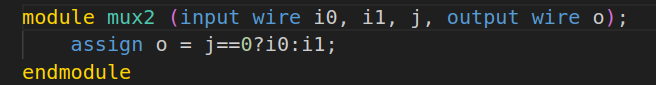 module mux2 (input wire i0, i1, j, output wire o);
    assign o = j==0?i0:i1;
endmodule